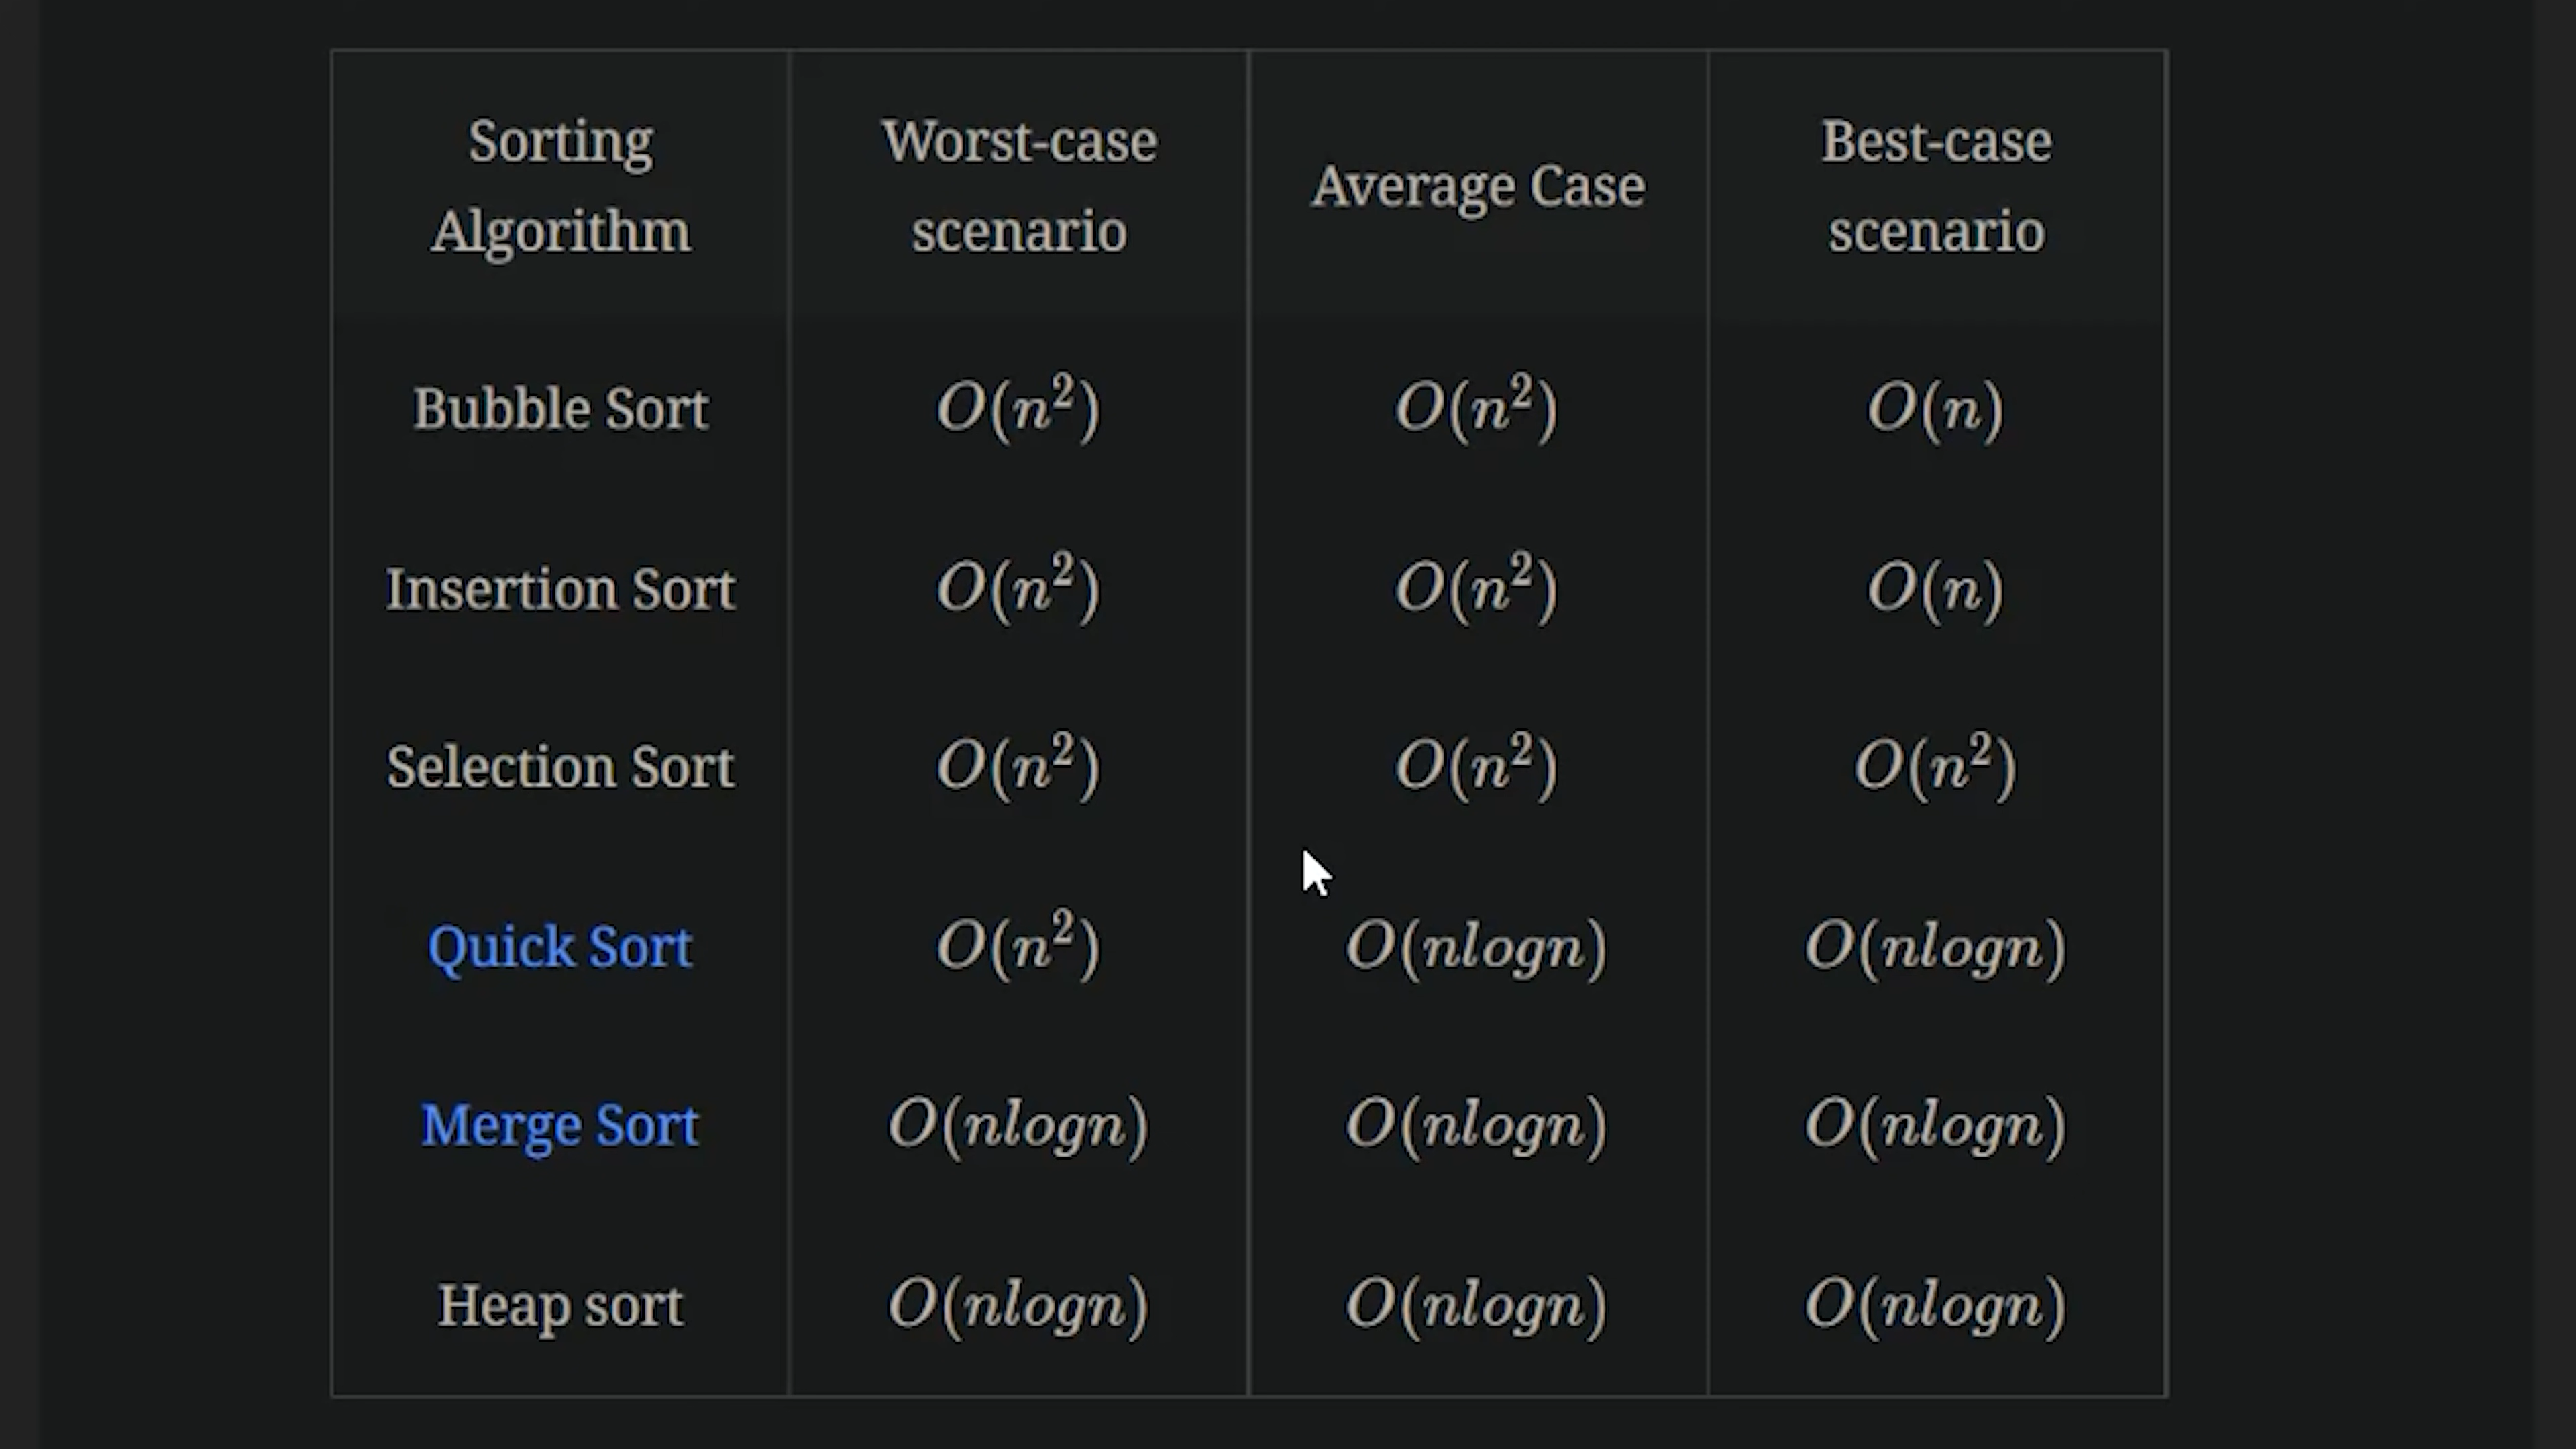 Sorting Algorithm	Worst-case scenario	Average Case	Best-case scenario
Bubble Sort	O(n²)	O(n²)	O(n)
Insertion Sort	O(n²)	O(n²)	O(n)
Selection Sort	O(n²)	O(n²)	O(n²)
Quick Sort	O(n²)	O(nlogn)	O(nlogn)
Merge Sort	O(nlogn)	O(nlogn)	O(nlogn)
Heap sort	O(nlogn)	O(nlogn)	O(nlogn)